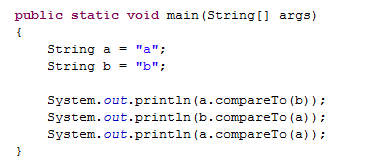 public static void main(String[] args)
{
    String a = "a";
    String b = "b";

    System.out.println(a.compareTo(b));
    System.out.println(b.compareTo(a));
    System.out.println(a.compareTo(a));
}